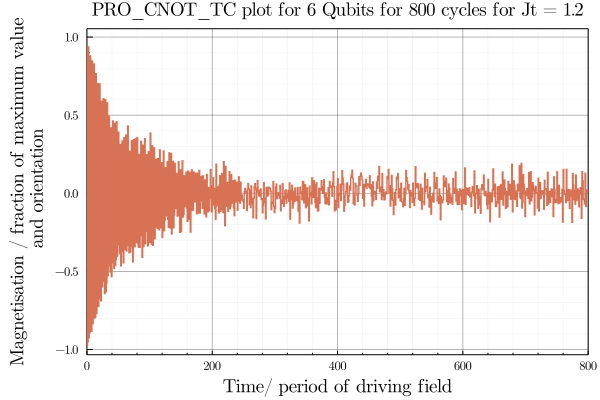 PRO_CNOT_TC plot for 6 Qubits for 800 cycles for Jt = 1.2
Magnetisation / fraction of maximum value
and orientation
1.0
0.5
0.0
−0.5
−1.0
0
200
400
600
800
Time/ period of driving field